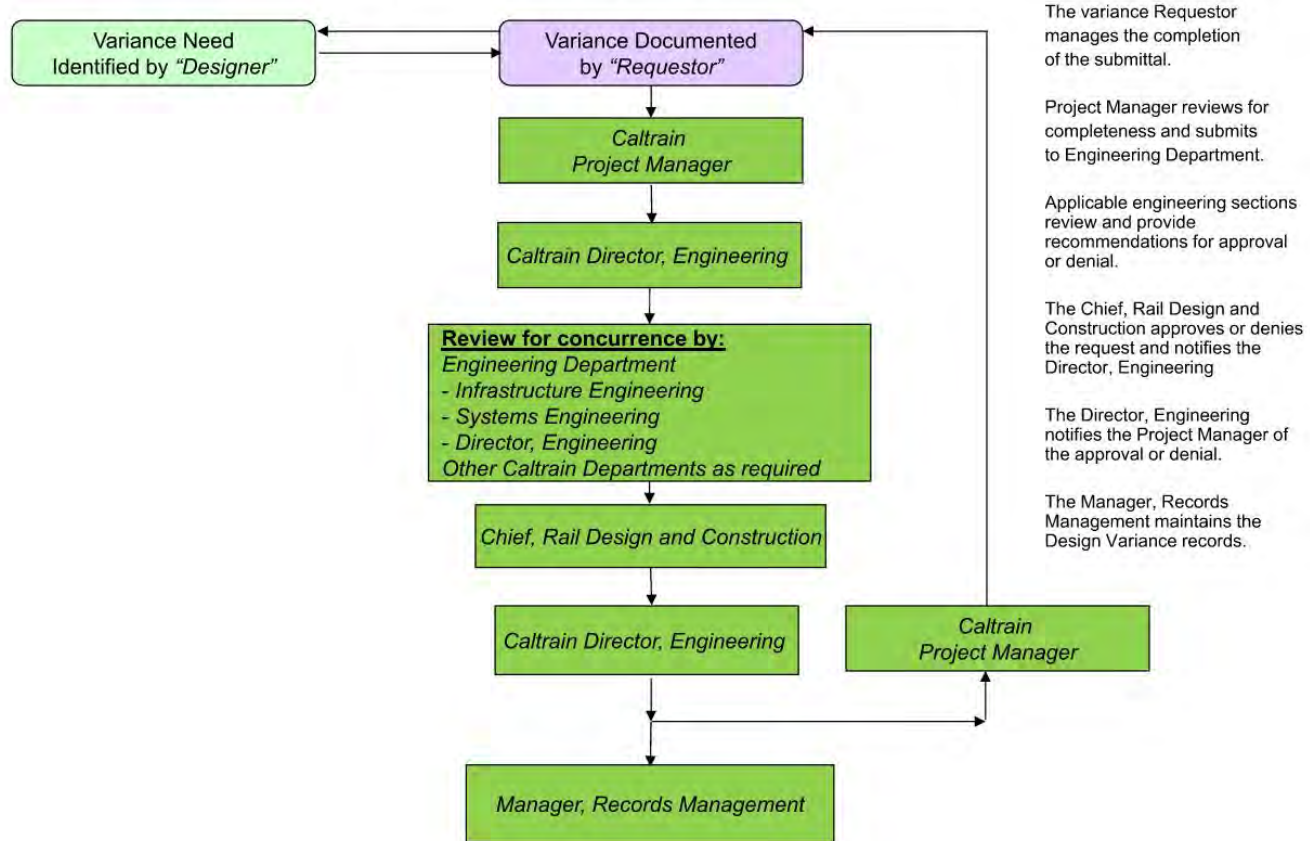 Variance Need
Identified by “Designer”
Variance Documented
by “Requestor”
Caltrain
Project Manager
Caltrain Director, Engineering
Review for concurrence by:
Engineering Department
- Infrastructure Engineering
- Systems Engineering
- Director, Engineering
Other Caltrain Departments as required
Chief, Rail Design and Construction
Caltrain Director, Engineering
Caltrain
Project Manager
Manager, Records Management
The variance Requestor
manages the completion
of the submittal.
Project Manager reviews for
completeness and submits
to Engineering Department.
Applicable engineering sections
review and provide
recommendations for approval
or denial.
The Chief, Rail Design and
Construction approves or denies
the request and notifies the
Director, Engineering
The Director, Engineering
notifies the Project Manager of
the approval or denial.
The Manager, Records
Management maintains the
Design Variance records.